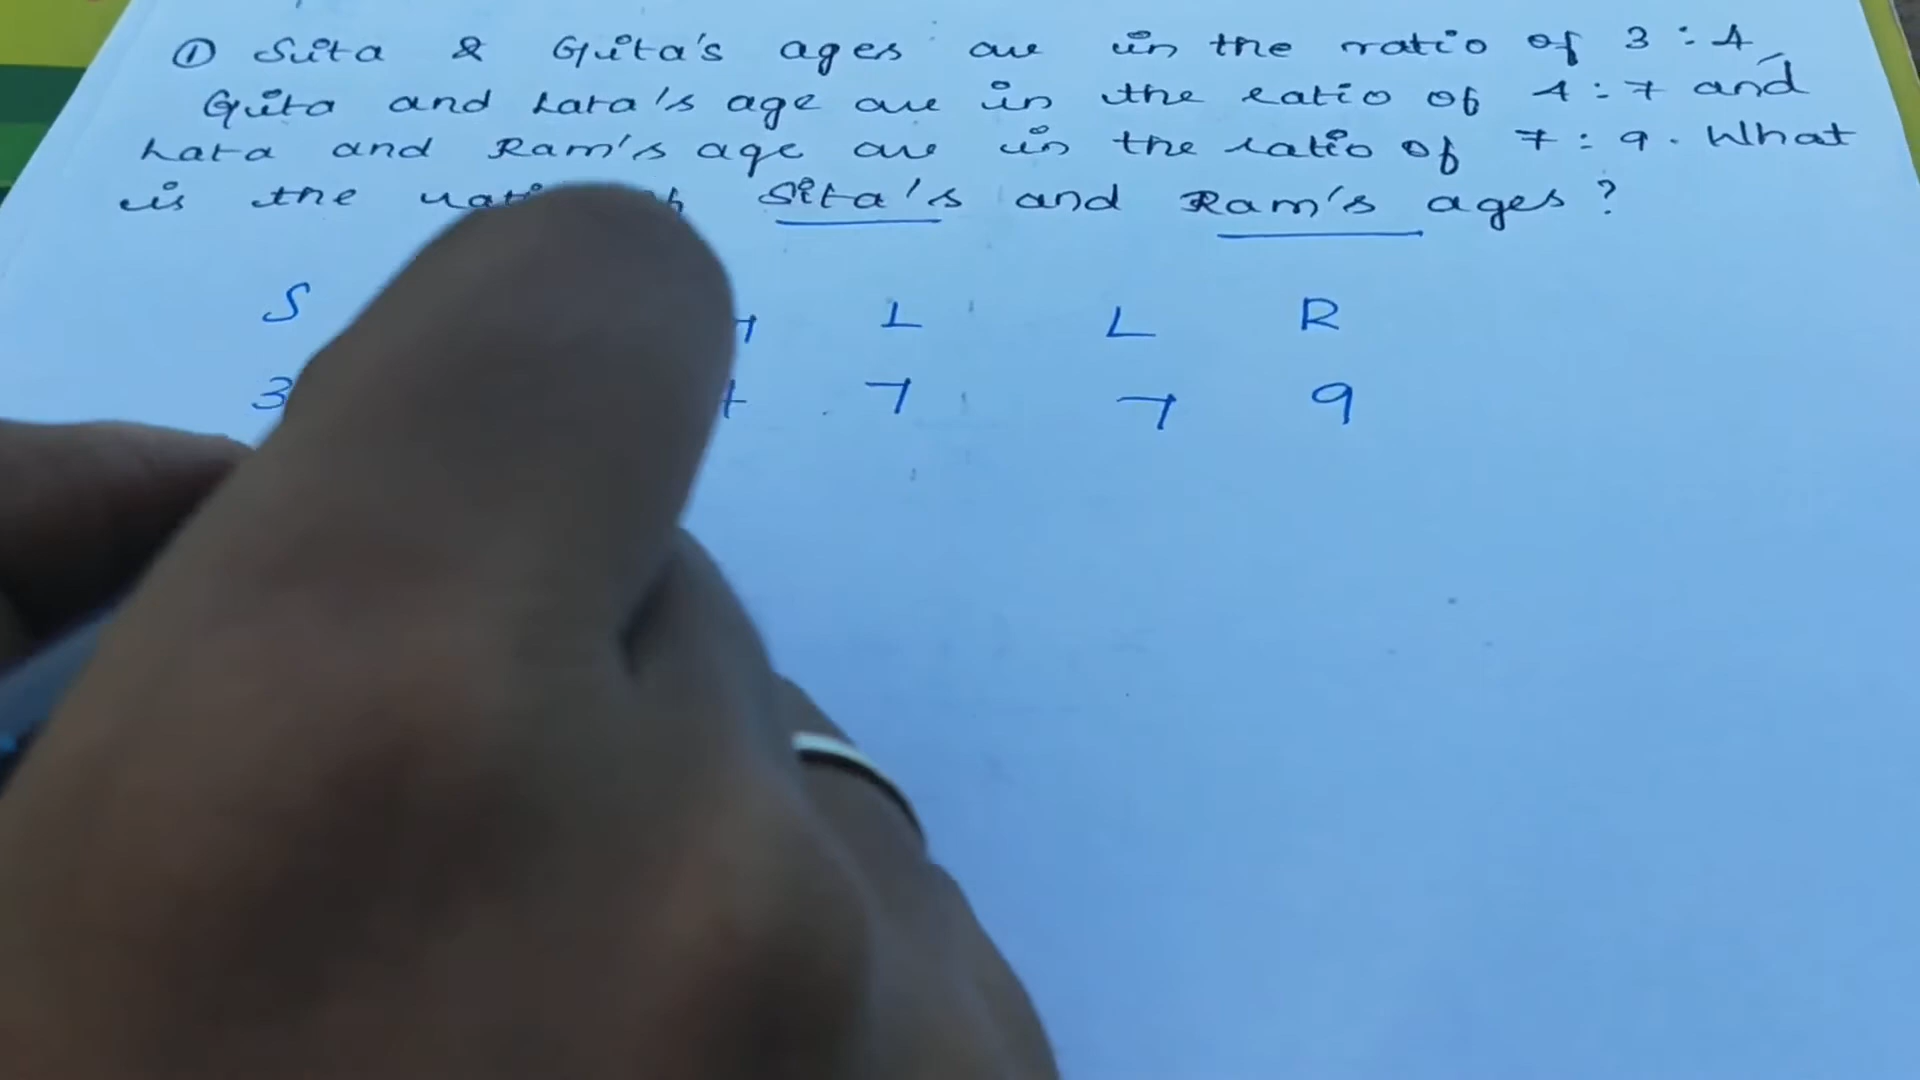 ① Sita & Gita's ages are in the ratio of 3 : 4,
Gita and Lata's age are in the ratio of 4 : 7 and
Lata and Ram's age are in the ratio of 7 : 9. What
is the Sita's and Ram's ages ?
S L L R
3 7 7 9